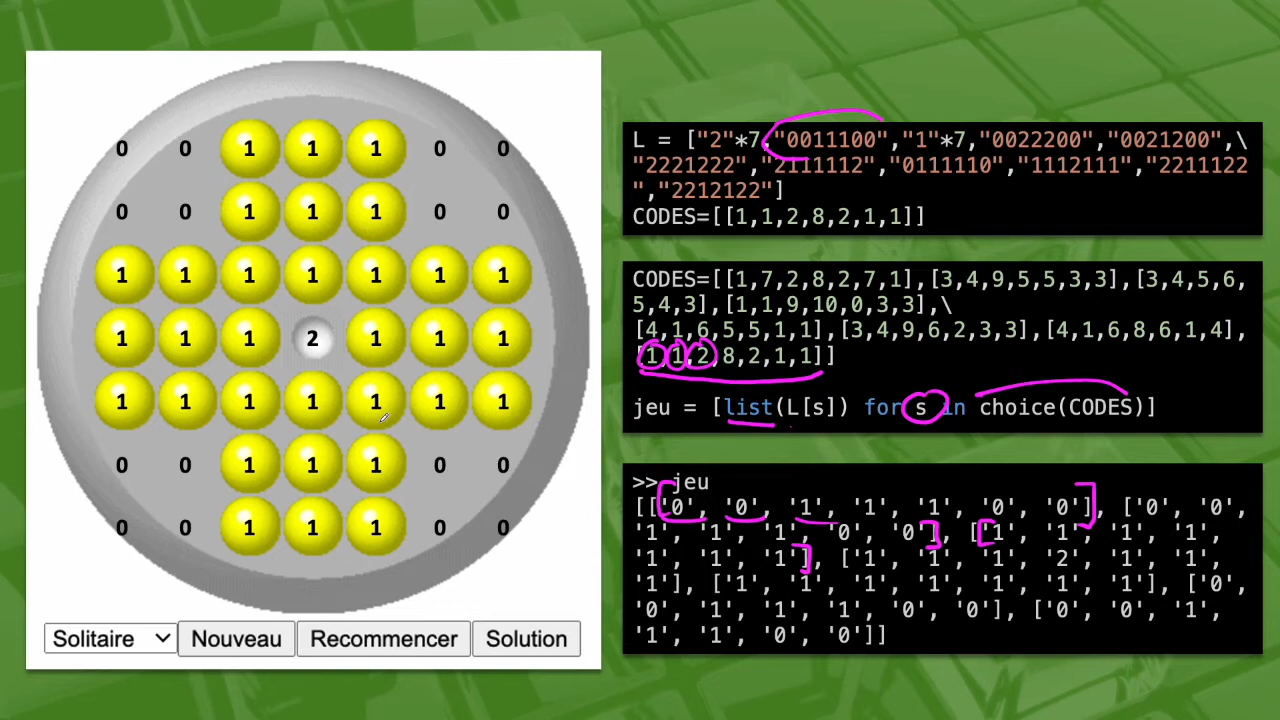 0 0 1 1 1 0 0
0 0 1 1 1 0 0
1 1 1 1 1 1 1
1 1 1 2 1 1 1
1 1 1 1 1 1 1
0 0 1 1 1 0 0
0 0 1 1 1 0 0
Solitaire Nouveau Recommencer Solution
L = ["2"*7,"0011100","1"*7,"0022200","0021200",\
"2221222","2111112","0111110","1112111","2211122
","2212122"]
CODES=[[1,1,2,8,2,1,1]]
CODES=[[1,7,2,8,2,7,1],[3,4,9,5,5,3,3],[3,4,5,6,
5,4,3],[1,1,9,10,0,3,3],\
[4,1,6,5,5,1,1],[3,4,9,6,2,3,3],[4,1,6,8,6,1,4],
[1,1,2,8,2,1,1]]
jeu = [list(L[s]) for s in choice(CODES)]
>> jeu
[['0', '0', '1', '1', '1', '0', '0'], ['0', '0',
'1', '1', '1', '0', '0'], ['1', '1', '1', '1',
'1', '1', '1'], ['1', '1', '1', '2', '1', '1',
'1'], ['1', '1', '1', '1', '1', '1', '1'], ['0',
'0', '1', '1', '1', '0', '0'], ['0', '0', '1',
'1', '1', '0', '0']]